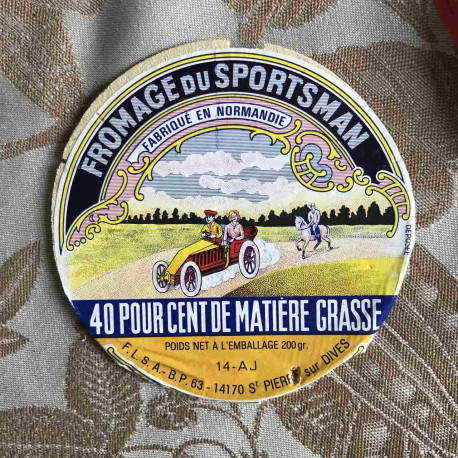 FROMAGE DU SPORTSMAN
FABRIQUÉ EN NORMANDIE
DÉPOSÉ
40 POUR CENT DE MATIÈRE GRASSE
POIDS NET A L'EMBALLAGE 200 gr.
14-AJ
F.L.S.A.- B.P. 63 - 14170 St PIERRE sur DIVES